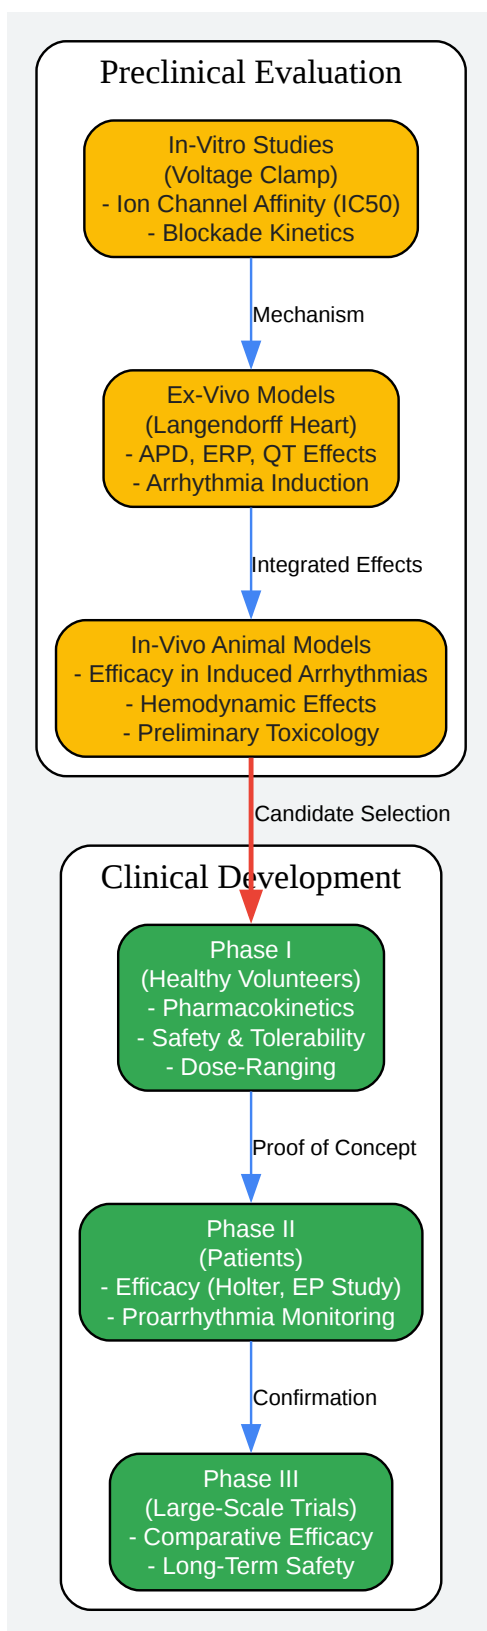 Preclinical Evaluation
In-Vitro Studies
(Voltage Clamp)
- Ion Channel Affinity (IC50)
- Blockade Kinetics
Mechanism
Ex-Vivo Models
(Langendorff Heart)
- APD, ERP, QT Effects
- Arrhythmia Induction
Integrated Effects
In-Vivo Animal Models
- Efficacy in Induced Arrhythmias
- Hemodynamic Effects
- Preliminary Toxicology
Candidate Selection
Clinical Development
Phase I
(Healthy Volunteers)
- Pharmacokinetics
- Safety & Tolerability
- Dose-Ranging
Proof of Concept
Phase II
(Patients)
- Efficacy (Holter, EP Study)
- Proarrhythmia Monitoring
Confirmation
Phase III
(Large-Scale Trials)
- Comparative Efficacy
- Long-Term Safety